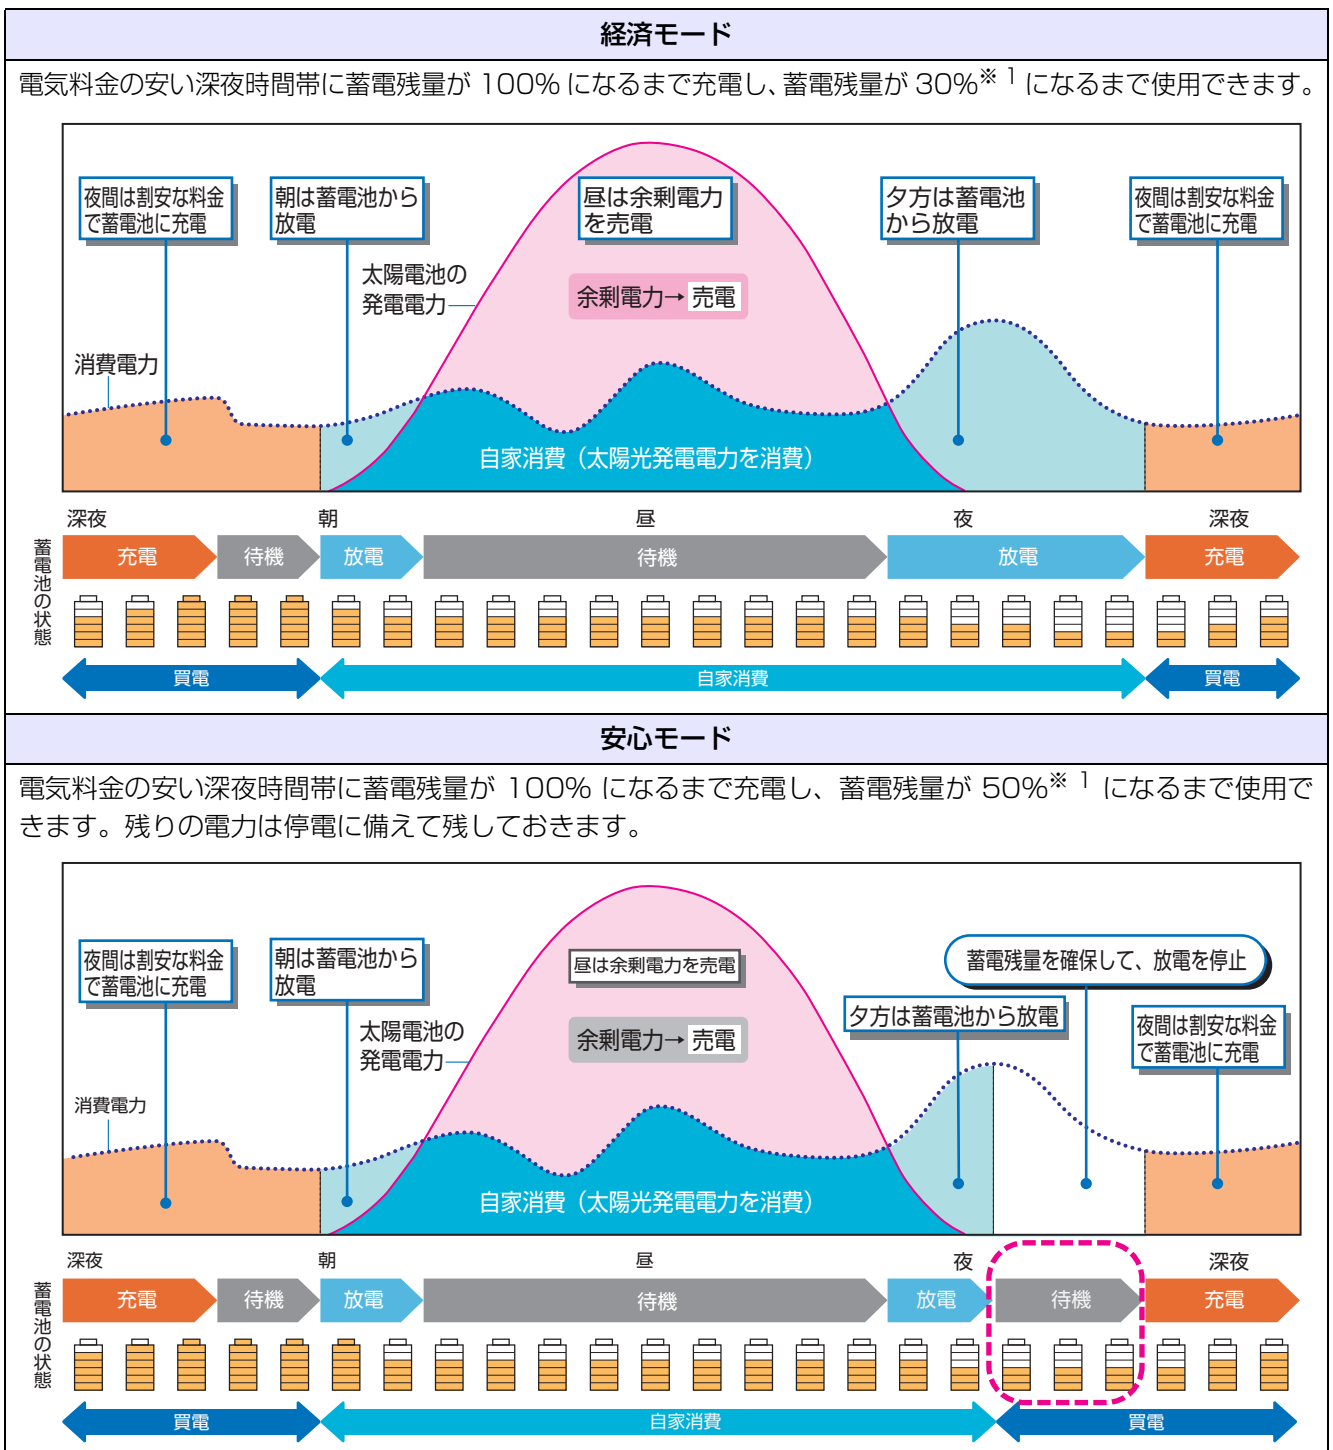 経済モード
電気料金の安い深夜時間帯に蓄電残量が 100% になるまで充電し、蓄電残量が 30%※1 になるまで使用できます。
夜間は割安な料金
で蓄電池に充電
朝は蓄電池から
放電
昼は余剰電力
を売電
夕方は蓄電池
から放電
夜間は割安な料金
で蓄電池に充電
太陽電池の
発電電力
余剰電力→ 売電
消費電力
自家消費（太陽光発電電力を消費）
深夜 朝 昼 夜 深夜
蓄電池の状態
充電 待機 放電 待機 放電 充電
買電 自家消費 買電
安心モード
電気料金の安い深夜時間帯に蓄電残量が 100% になるまで充電し、蓄電残量が 50%※1 になるまで使用で
きます。残りの電力は停電に備えて残しておきます。
夜間は割安な料金
で蓄電池に充電
朝は蓄電池から
放電
昼は余剰電力を売電
蓄電残量を確保して、放電を停止
夕方は蓄電池から放電
夜間は割安な料金
で蓄電池に充電
太陽電池の
発電電力
余剰電力→ 売電
消費電力
自家消費（太陽光発電電力を消費）
深夜 朝 昼 夜 深夜
蓄電池の状態
充電 待機 放電 待機 放電 待機 充電
買電 自家消費 買電